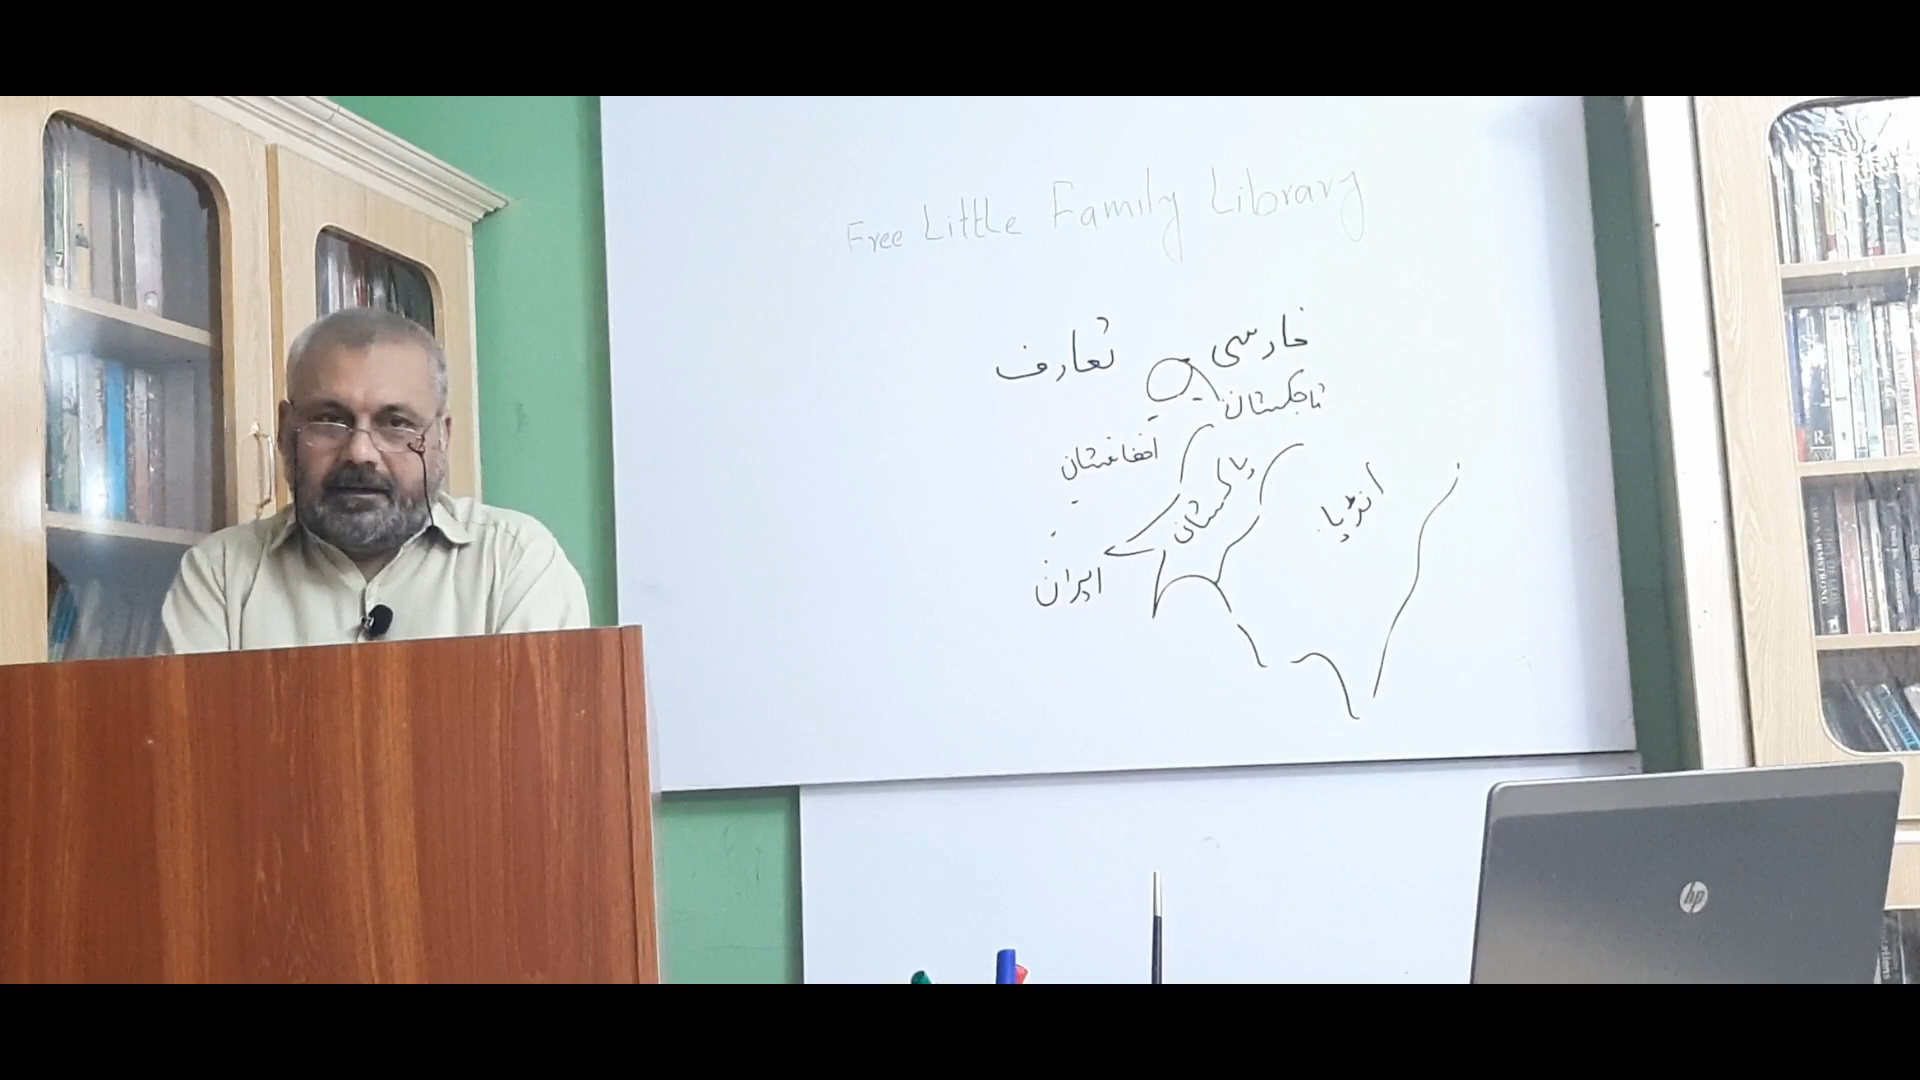 Free Little Family Library
فارسی تعارف
تاجکستان
افغانستان
پاکستان
انڈیا
ایران
hp